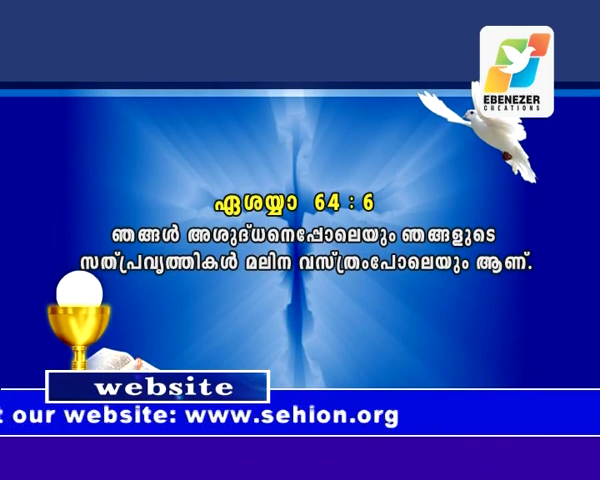 EBENEZER
CREATIONS
ഏശയ്യാ 64 : 6
ഞങ്ങൾ അശുദ്ധനെപ്പോലെയും ഞങ്ങളുടെ
സത്പ്രവൃത്തികൾ മലിന വസ്ത്രംപോലെയും ആണ്.
website
our website: www.sehion.org